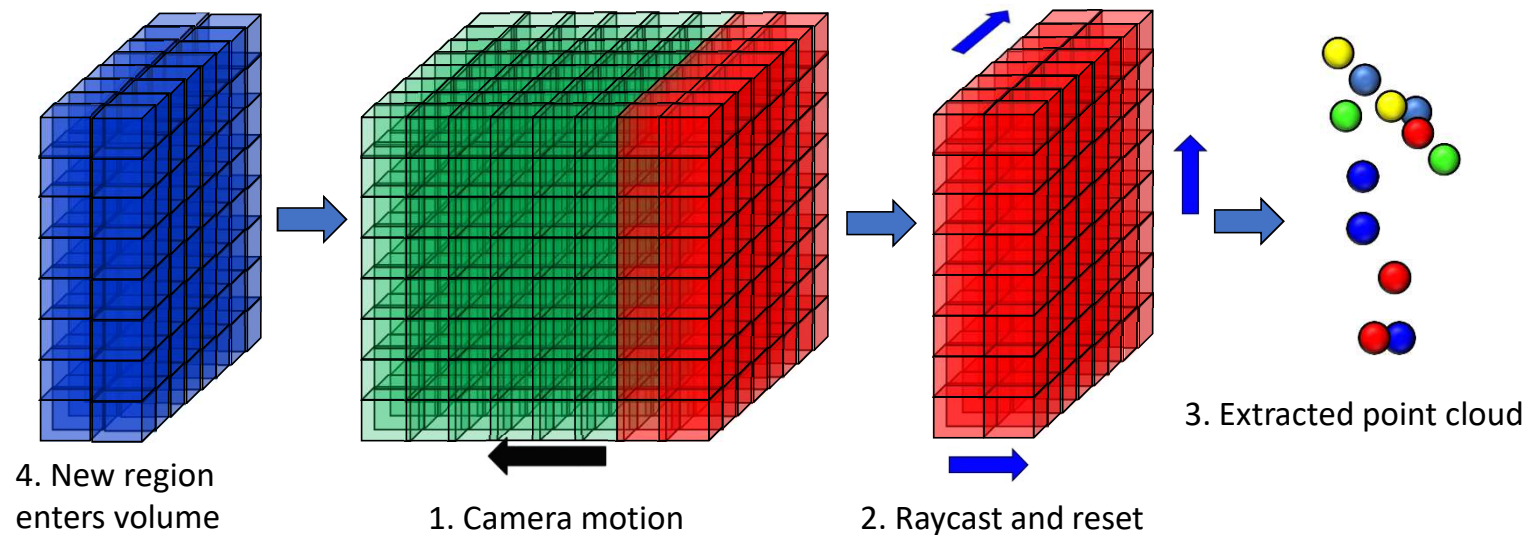 4. New region
enters volume
1. Camera motion
2. Raycast and reset
3. Extracted point cloud